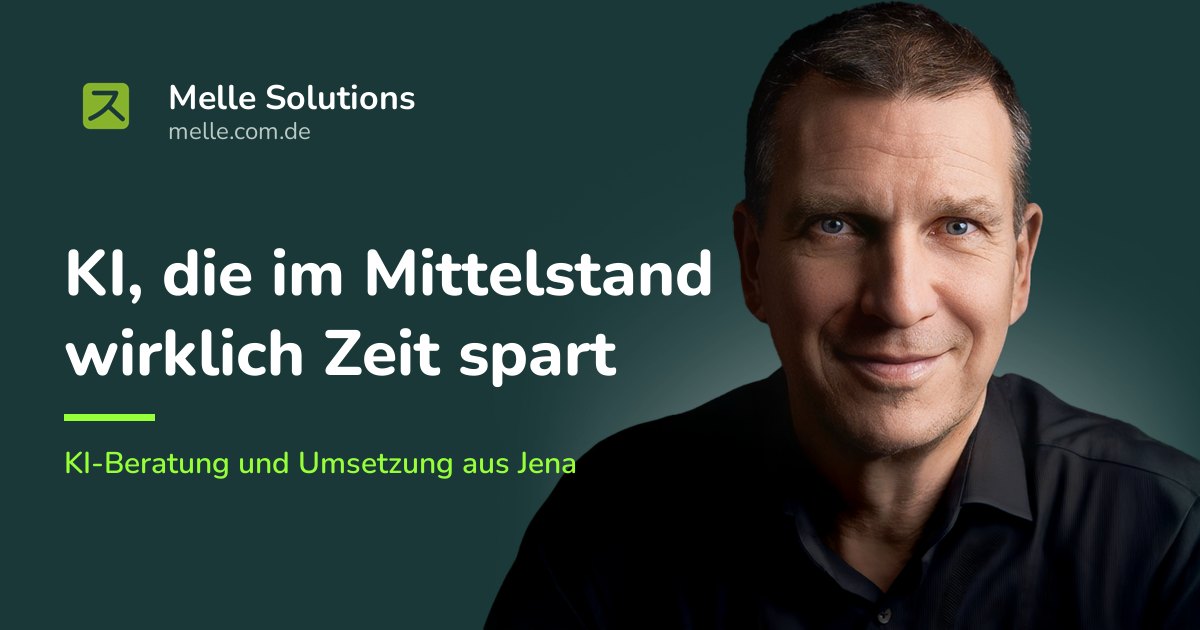 Melle Solutions
melle.com.de
KI, die im Mittelstand
wirklich Zeit spart
KI-Beratung und Umsetzung aus Jena